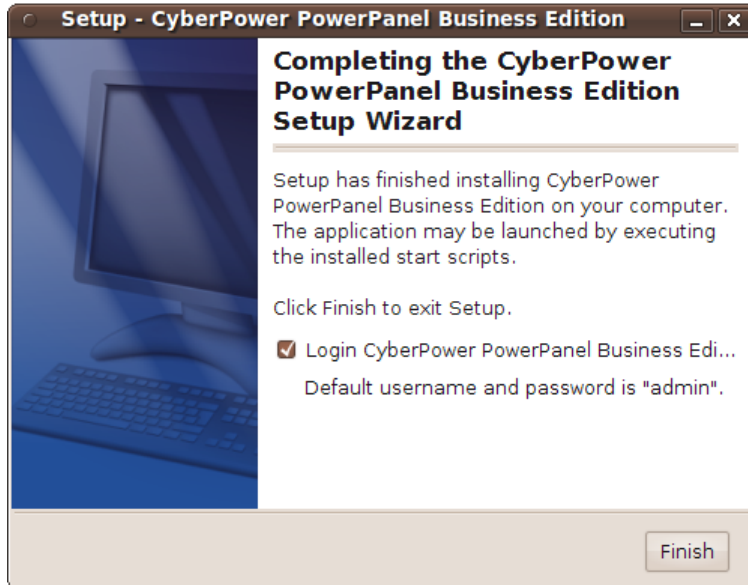 Setup - CyberPower PowerPanel Business Edition
Completing the CyberPower
PowerPanel Business Edition
Setup Wizard
Setup has finished installing CyberPower
PowerPanel Business Edition on your computer.
The application may be launched by executing
the installed start scripts.
Click Finish to exit Setup.
Login CyberPower PowerPanel Business Edi...
Default username and password is "admin".
Finish